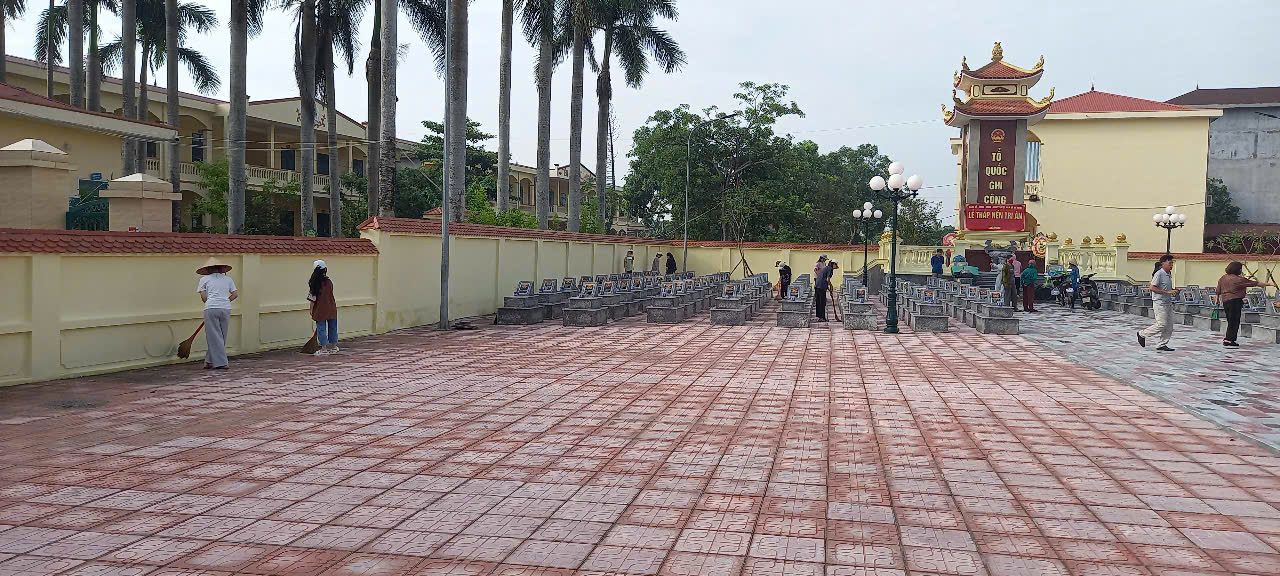 TỔ
QUỐC
GHI
CÔNG
LỄ THẮP NẾN TRI ÂN